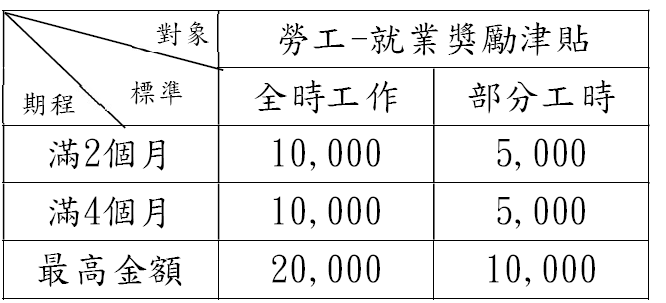 對象
勞工-就業獎勵津貼
標準
期程
全時工作 部分工時
滿2個月 10,000 5,000
滿4個月 10,000 5,000
最高金額 20,000 10,000